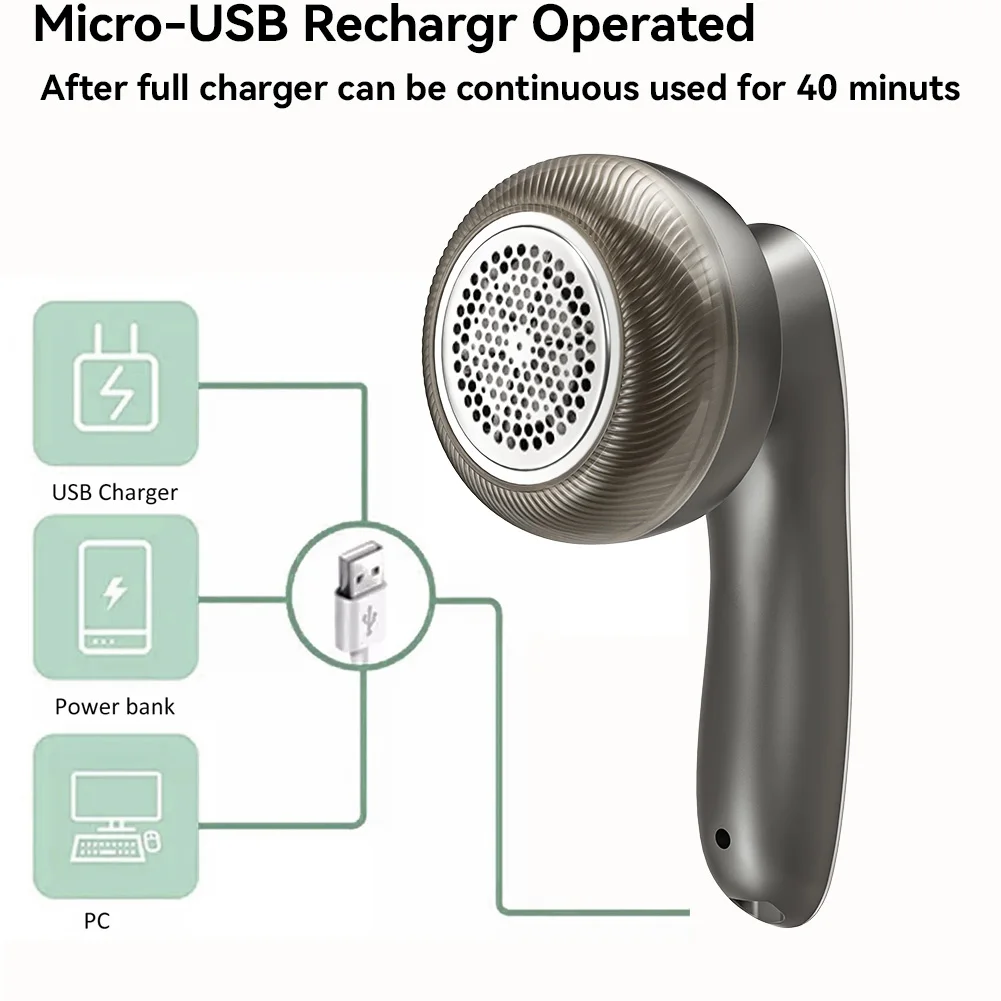 Micro-USB Rechargr Operated
After full charger can be continuous used for 40 minuts
USB Charger
Power bank
PC